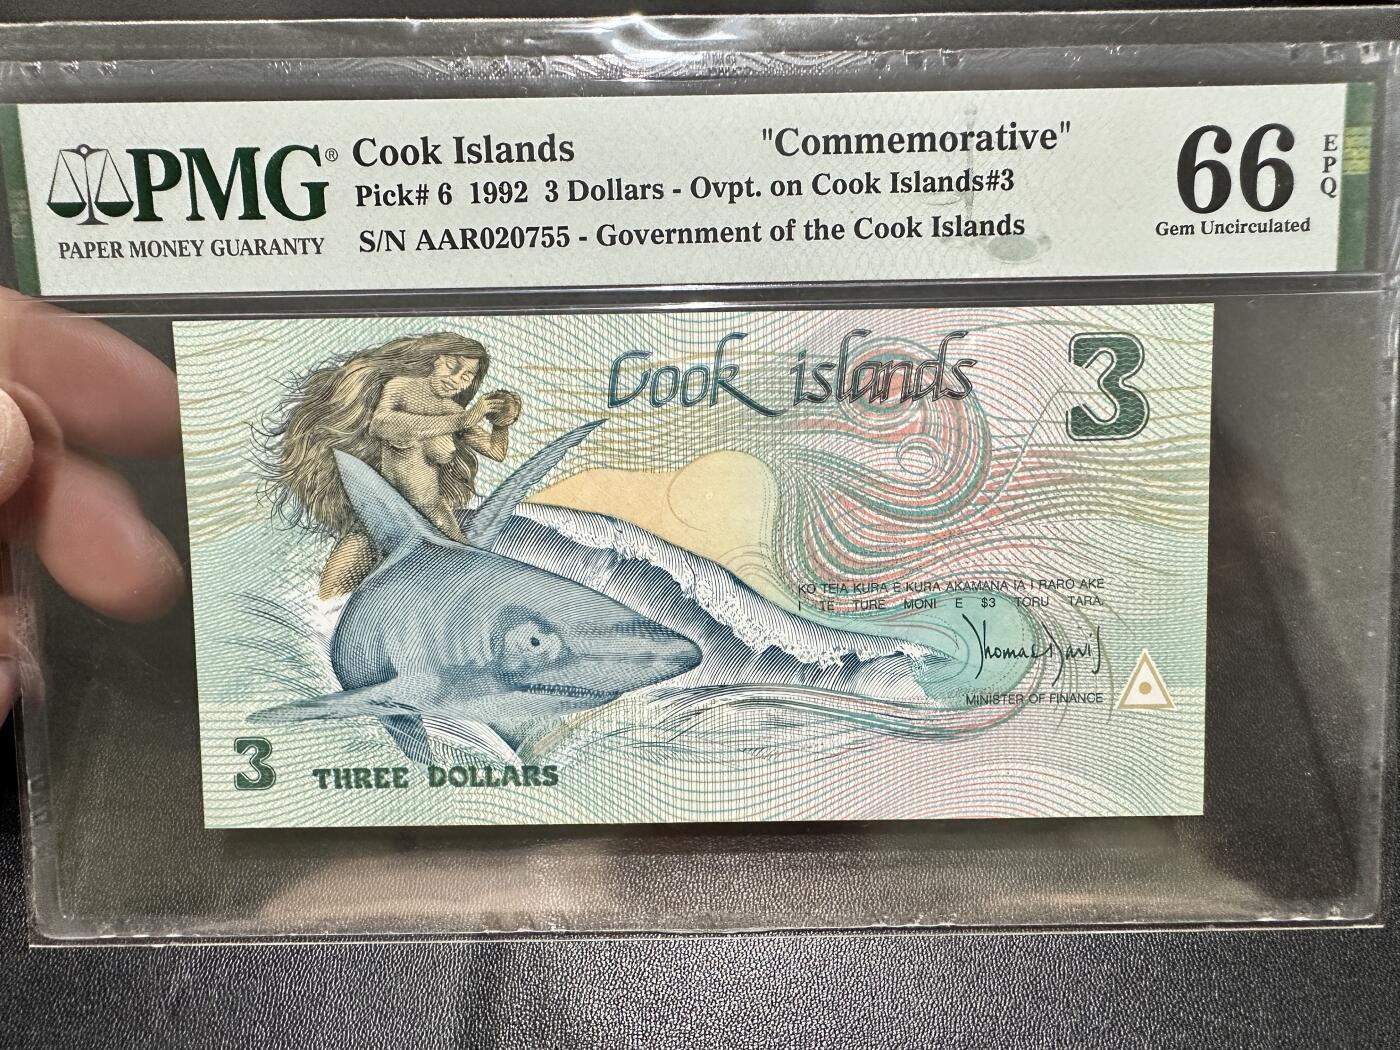 PMG®
PAPER MONEY GUARANTY
Cook Islands "Commemorative"
Pick# 6 1992 3 Dollars - Ovpt. on Cook Islands#3
S/N AAR020755 - Government of the Cook Islands
66
EPQ
Gem Uncirculated
Cook islands
3
KO TEIA KURA E KURA AKAMANA IA I RARO AKE
I TE TURE MONI E $3 TORU TARA.
Thomas Davis
MINISTER OF FINANCE
3 THREE DOLLARS